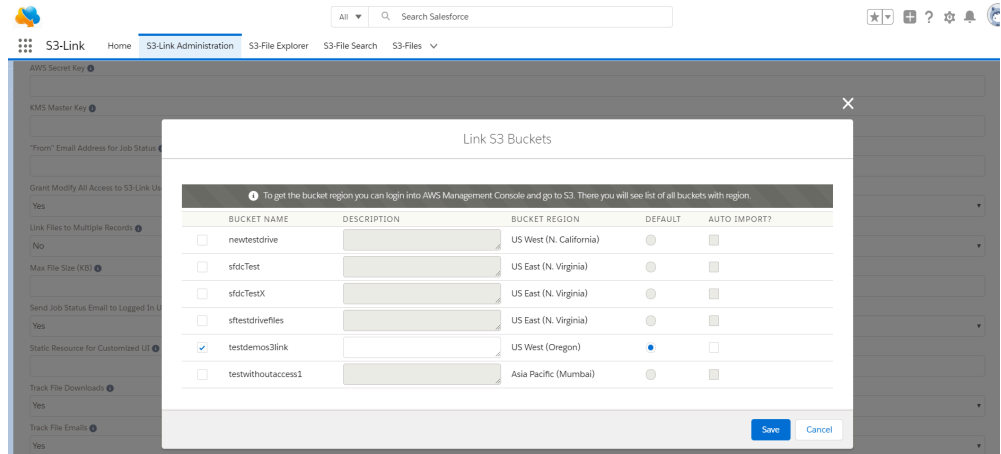 All
Search Salesforce
S3-Link
Home
S3-Link Administration
S3-File Explorer
S3-File Search
S3-Files
AWS Secret Key
KMS Master Key
"From" Email Address for Job Status
Link S3 Buckets
Grant Modify All Access to S3-Link Us
To get the bucket region you can login into AWS Management Console and go to S3. There you will see list of all buckets with region.
Yes
BUCKET NAME DESCRIPTION BUCKET REGION DEFAULT AUTO IMPORT?
Link Files to Multiple Records
newtestdrive US West (N. California)
No
sfdcTest US East (N. Virginia)
Max File Size (KB)
sfdcTestX US East (N. Virginia)
Send Job Status Email to Logged In U
sftestdrivefiles US East (N. Virginia)
Yes
testdemos3link US West (Oregon)
Static Resource for Customized UI
testwithoutaccess1 Asia Pacific (Mumbai)
Track File Downloads
Yes
Track File Emails
Save Cancel
Yes